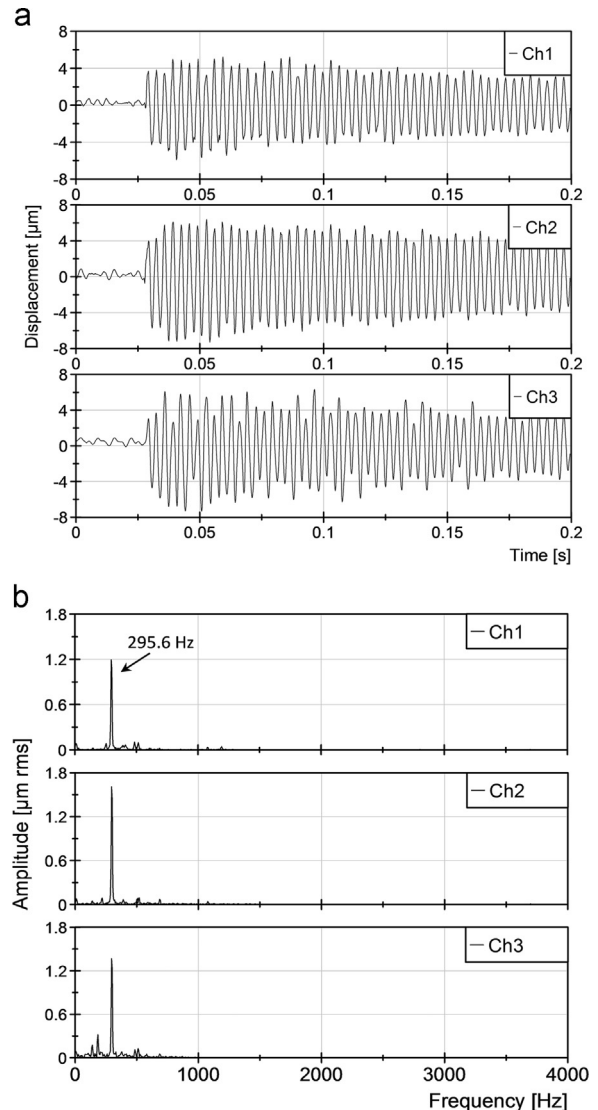 a
8
4
0
-4
-8
Ch1
0 0.05 0.1 0.15 0.2
8
4
0
-4
-8
Ch2
0 0.05 0.1 0.15 0.2
8
4
0
-4
-8
Ch3
0 0.05 0.1 0.15 0.2
Displacement [µm]
Time [s]
b
1.8
1.2
0.6
0
295.6 Hz
Ch1
1.8
1.2
0.6
0
Ch2
1.8
1.2
0.6
0
Ch3
Amplitude [µm rms]
0 1000 2000 3000 4000
Frequency [Hz]